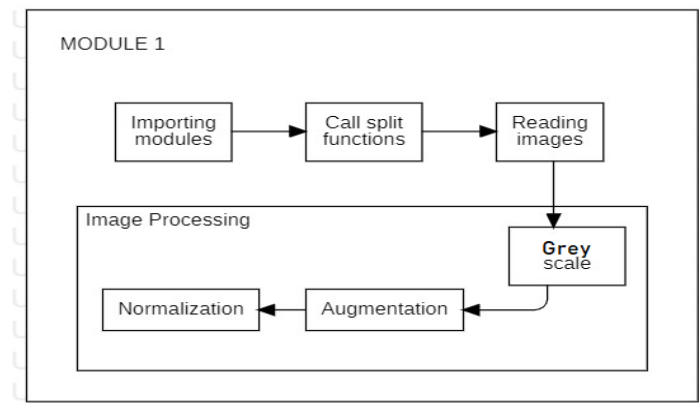 MODULE 1
Importing
modules
Call split
functions
Reading
images
Image Processing
Grey
scale
Normalization
Augmentation